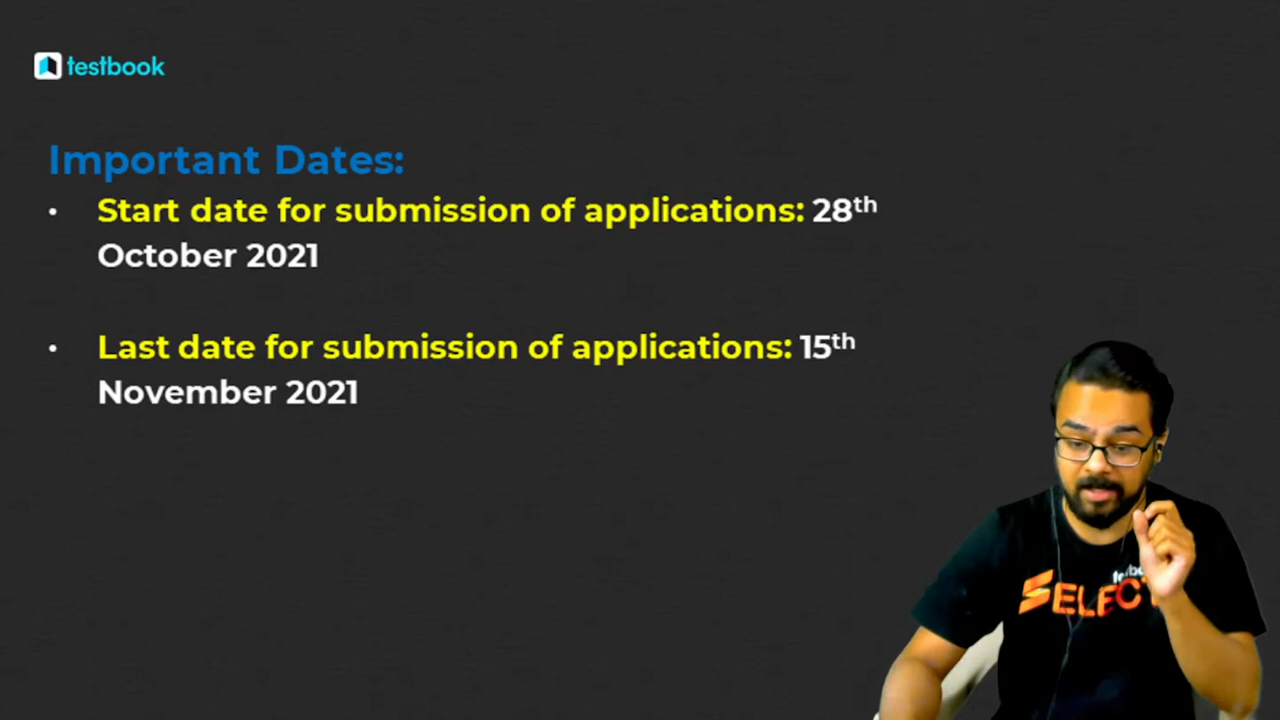 testbook
Important Dates:
• Start date for submission of applications: 28th
October 2021
• Last date for submission of applications: 15th
November 2021
SELECT